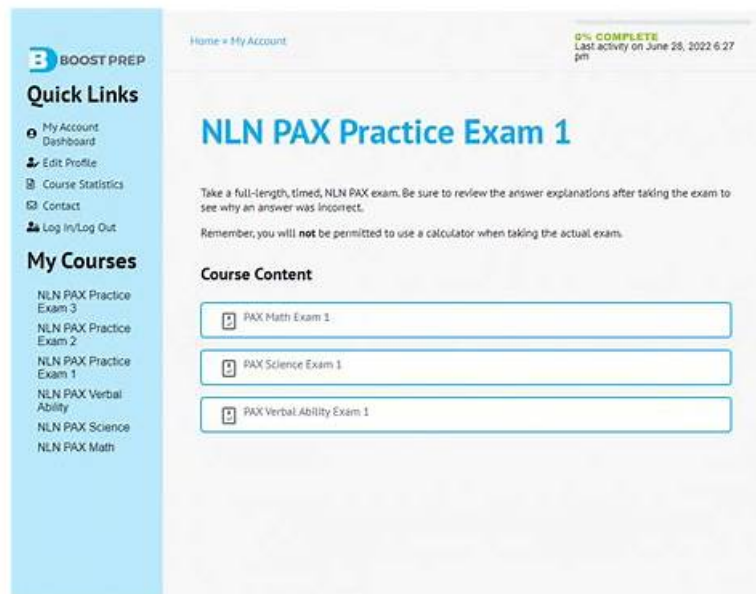 BOOST PREP
Quick Links
My Account
Dashboard
Edit Profile
Course Statistics
Contact
Log In/Log Out
My Courses
NLN PAX Practice
Exam 3
NLN PAX Practice
Exam 2
NLN PAX Practice
Exam 1
NLN PAX Verbal
Ability
NLN PAX Science
NLN PAX Math
Home » My Account
0% COMPLETE
Last activity on June 28, 2022 6:27
pm
NLN PAX Practice Exam 1
Take a full-length, timed, NLN PAX exam. Be sure to review the answer explanations after taking the exam to
see why an answer was incorrect.
Remember, you will not be permitted to use a calculator when taking the actual exam.
Course Content
PAX Math Exam 1
PAX Science Exam 1
PAX Verbal Ability Exam 1